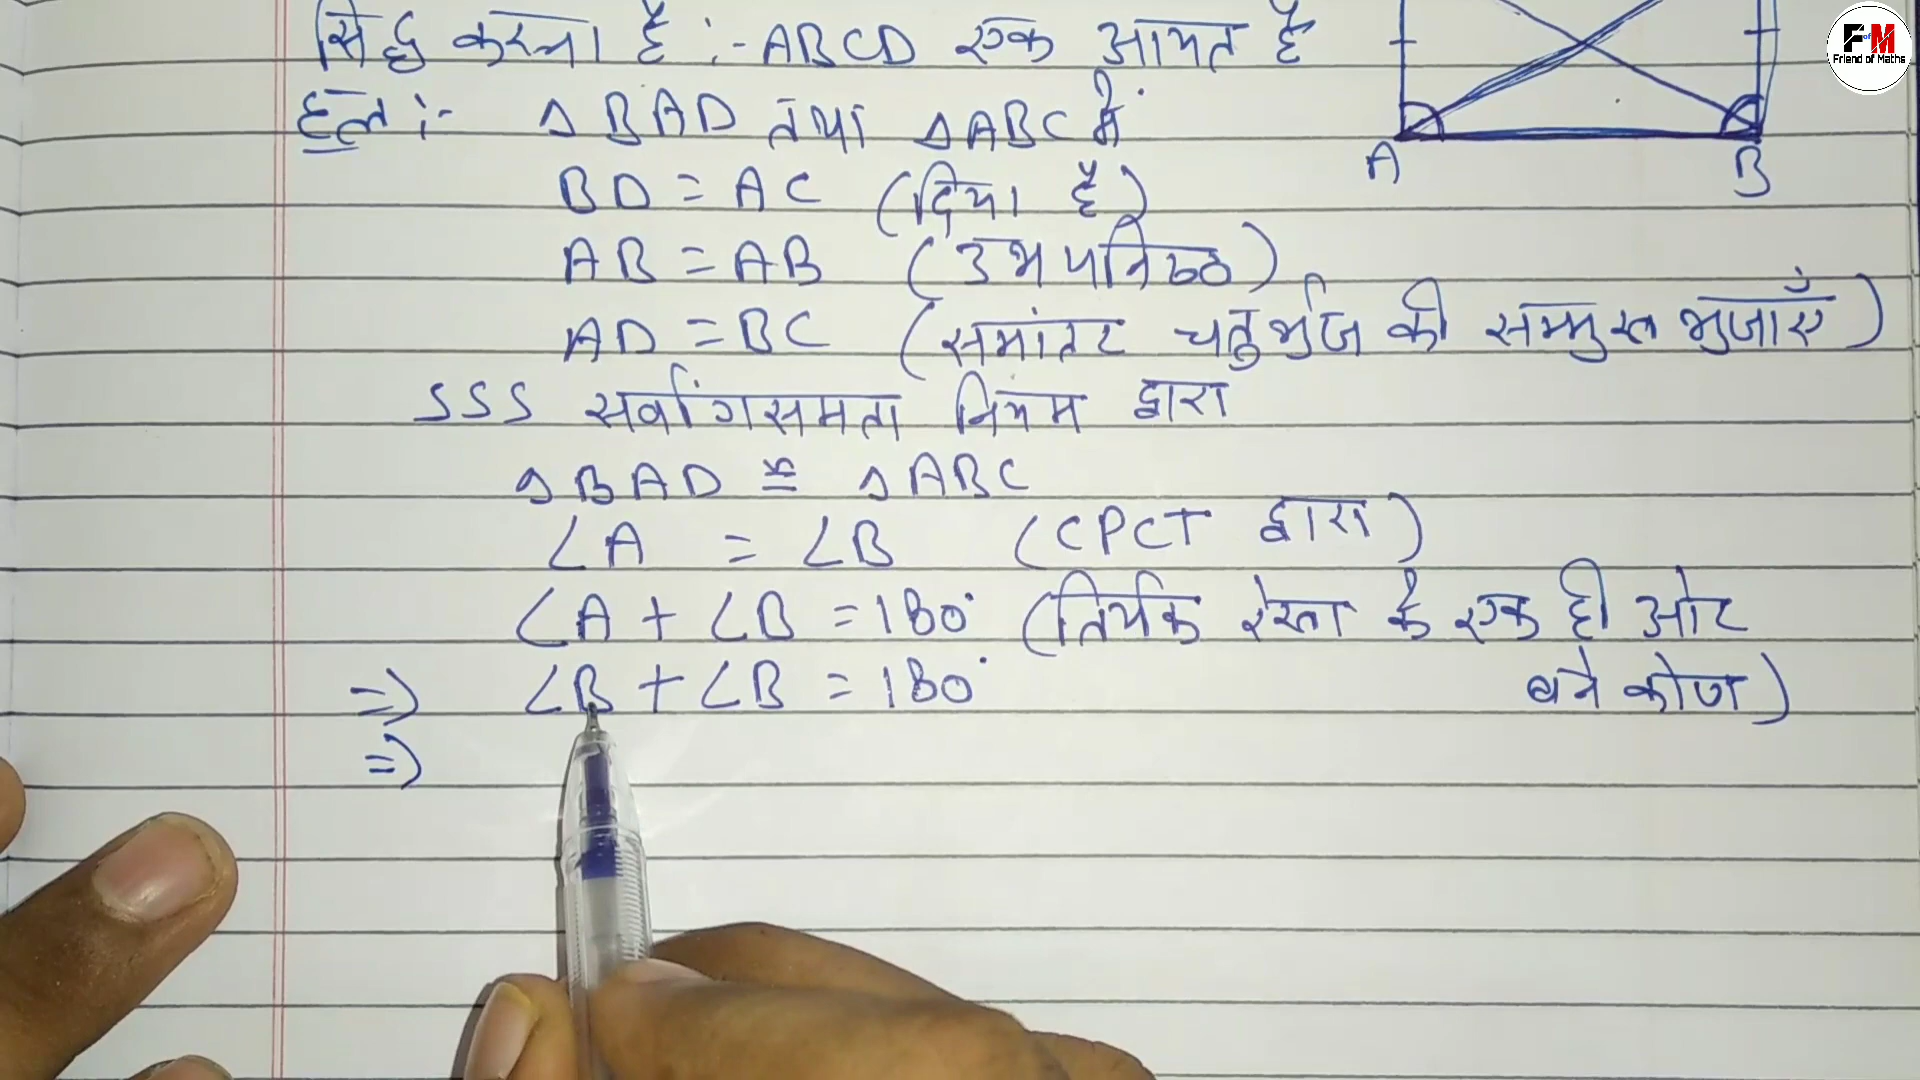 सिद्ध करना है :- ABCD एक आयत है
हल :- △BAD तथा △ABC में
BD = AC (दिया है)
AB = AB (उभयनिष्ठ)
AD = BC (समांतर चतुर्भुज की सम्मुख भुजाएँ)
SSS सर्वांगसमता नियम द्वारा
△BAD ≅ △ABC
∠A = ∠B (CPCT द्वारा)
∠A + ∠B = 180° (तिर्यक रेखा के एक ही ओर
बने कोण)
⇒ ∠B + ∠B = 180°
⇒
A
B
FofM
Friend of Maths